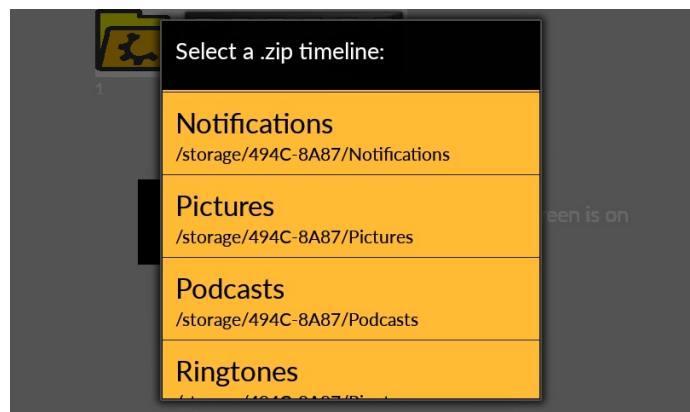 Select a .zip timeline:
1
Notifications
/storage/494C-8A87/Notifications
Pictures
/storage/494C-8A87/Pictures
reen is on
Podcasts
/storage/494C-8A87/Podcasts
Ringtones